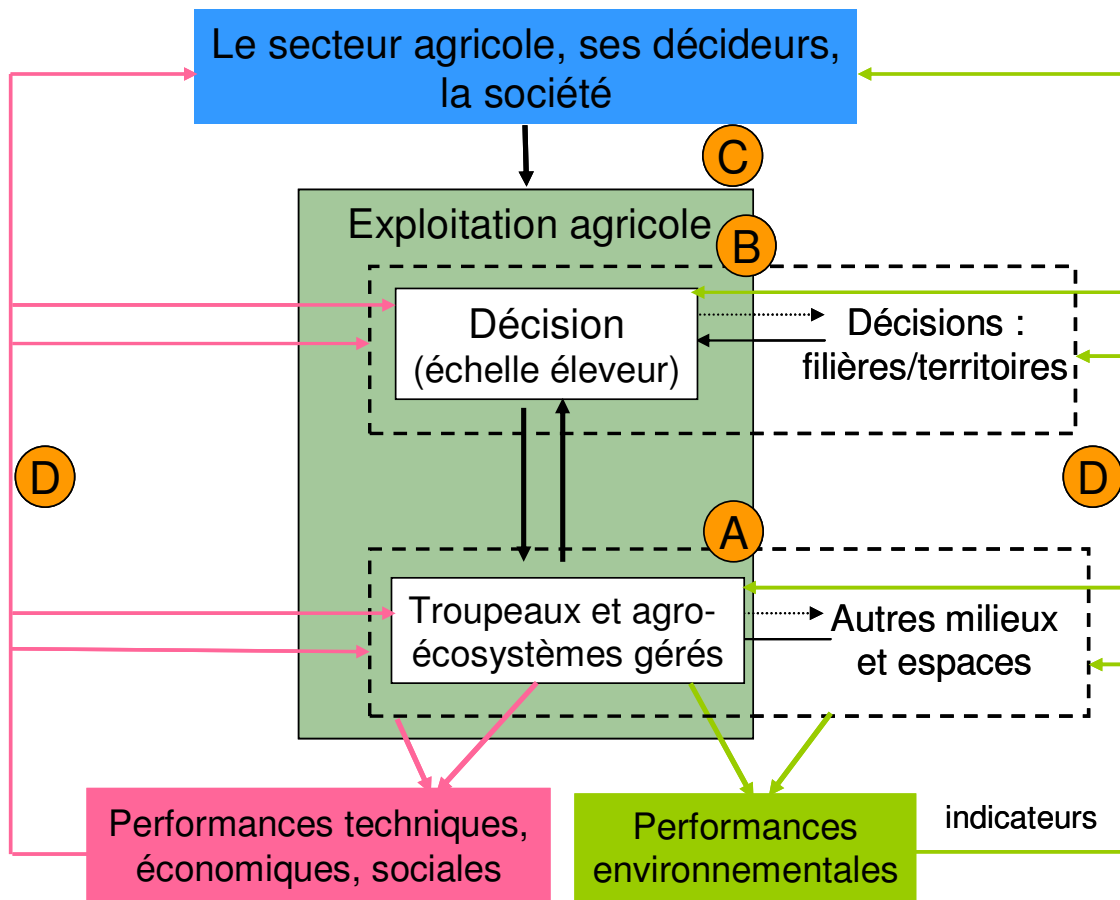 Le secteur agricole, ses décideurs,
la société
C
Exploitation agricole
B
Décision
(échelle éleveur)
Décisions :
filières/territoires
D
D
A
Troupeaux et agro-
écosystèmes gérés
Autres milieux
et espaces
Performances techniques,
économiques, sociales
Performances
environnementales
indicateurs